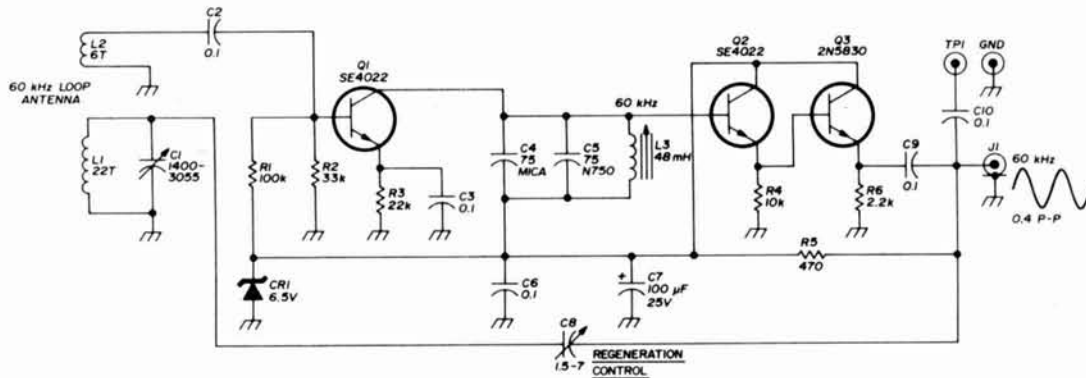 L2
6T
C2
0.1
60 kHz LOOP
ANTENNA
L1
22T
C1
1400-
3055
R1
100k
R2
33k
Q1
SE4022
R3
22k
C3
0.1
C4
75
MICA
C5
75
N750
60 kHz
L3
48mH
Q2
SE4022
Q3
2N5830
R4
10k
R6
2.2k
C9
0.1
TP1
GND
C10
0.1
J1
60 kHz
0.4 P-P
R5
470
CR1
6.5V
C6
0.1
+
C7
100 μF
25V
C8
1.5-7
REGENERATION
CONTROL